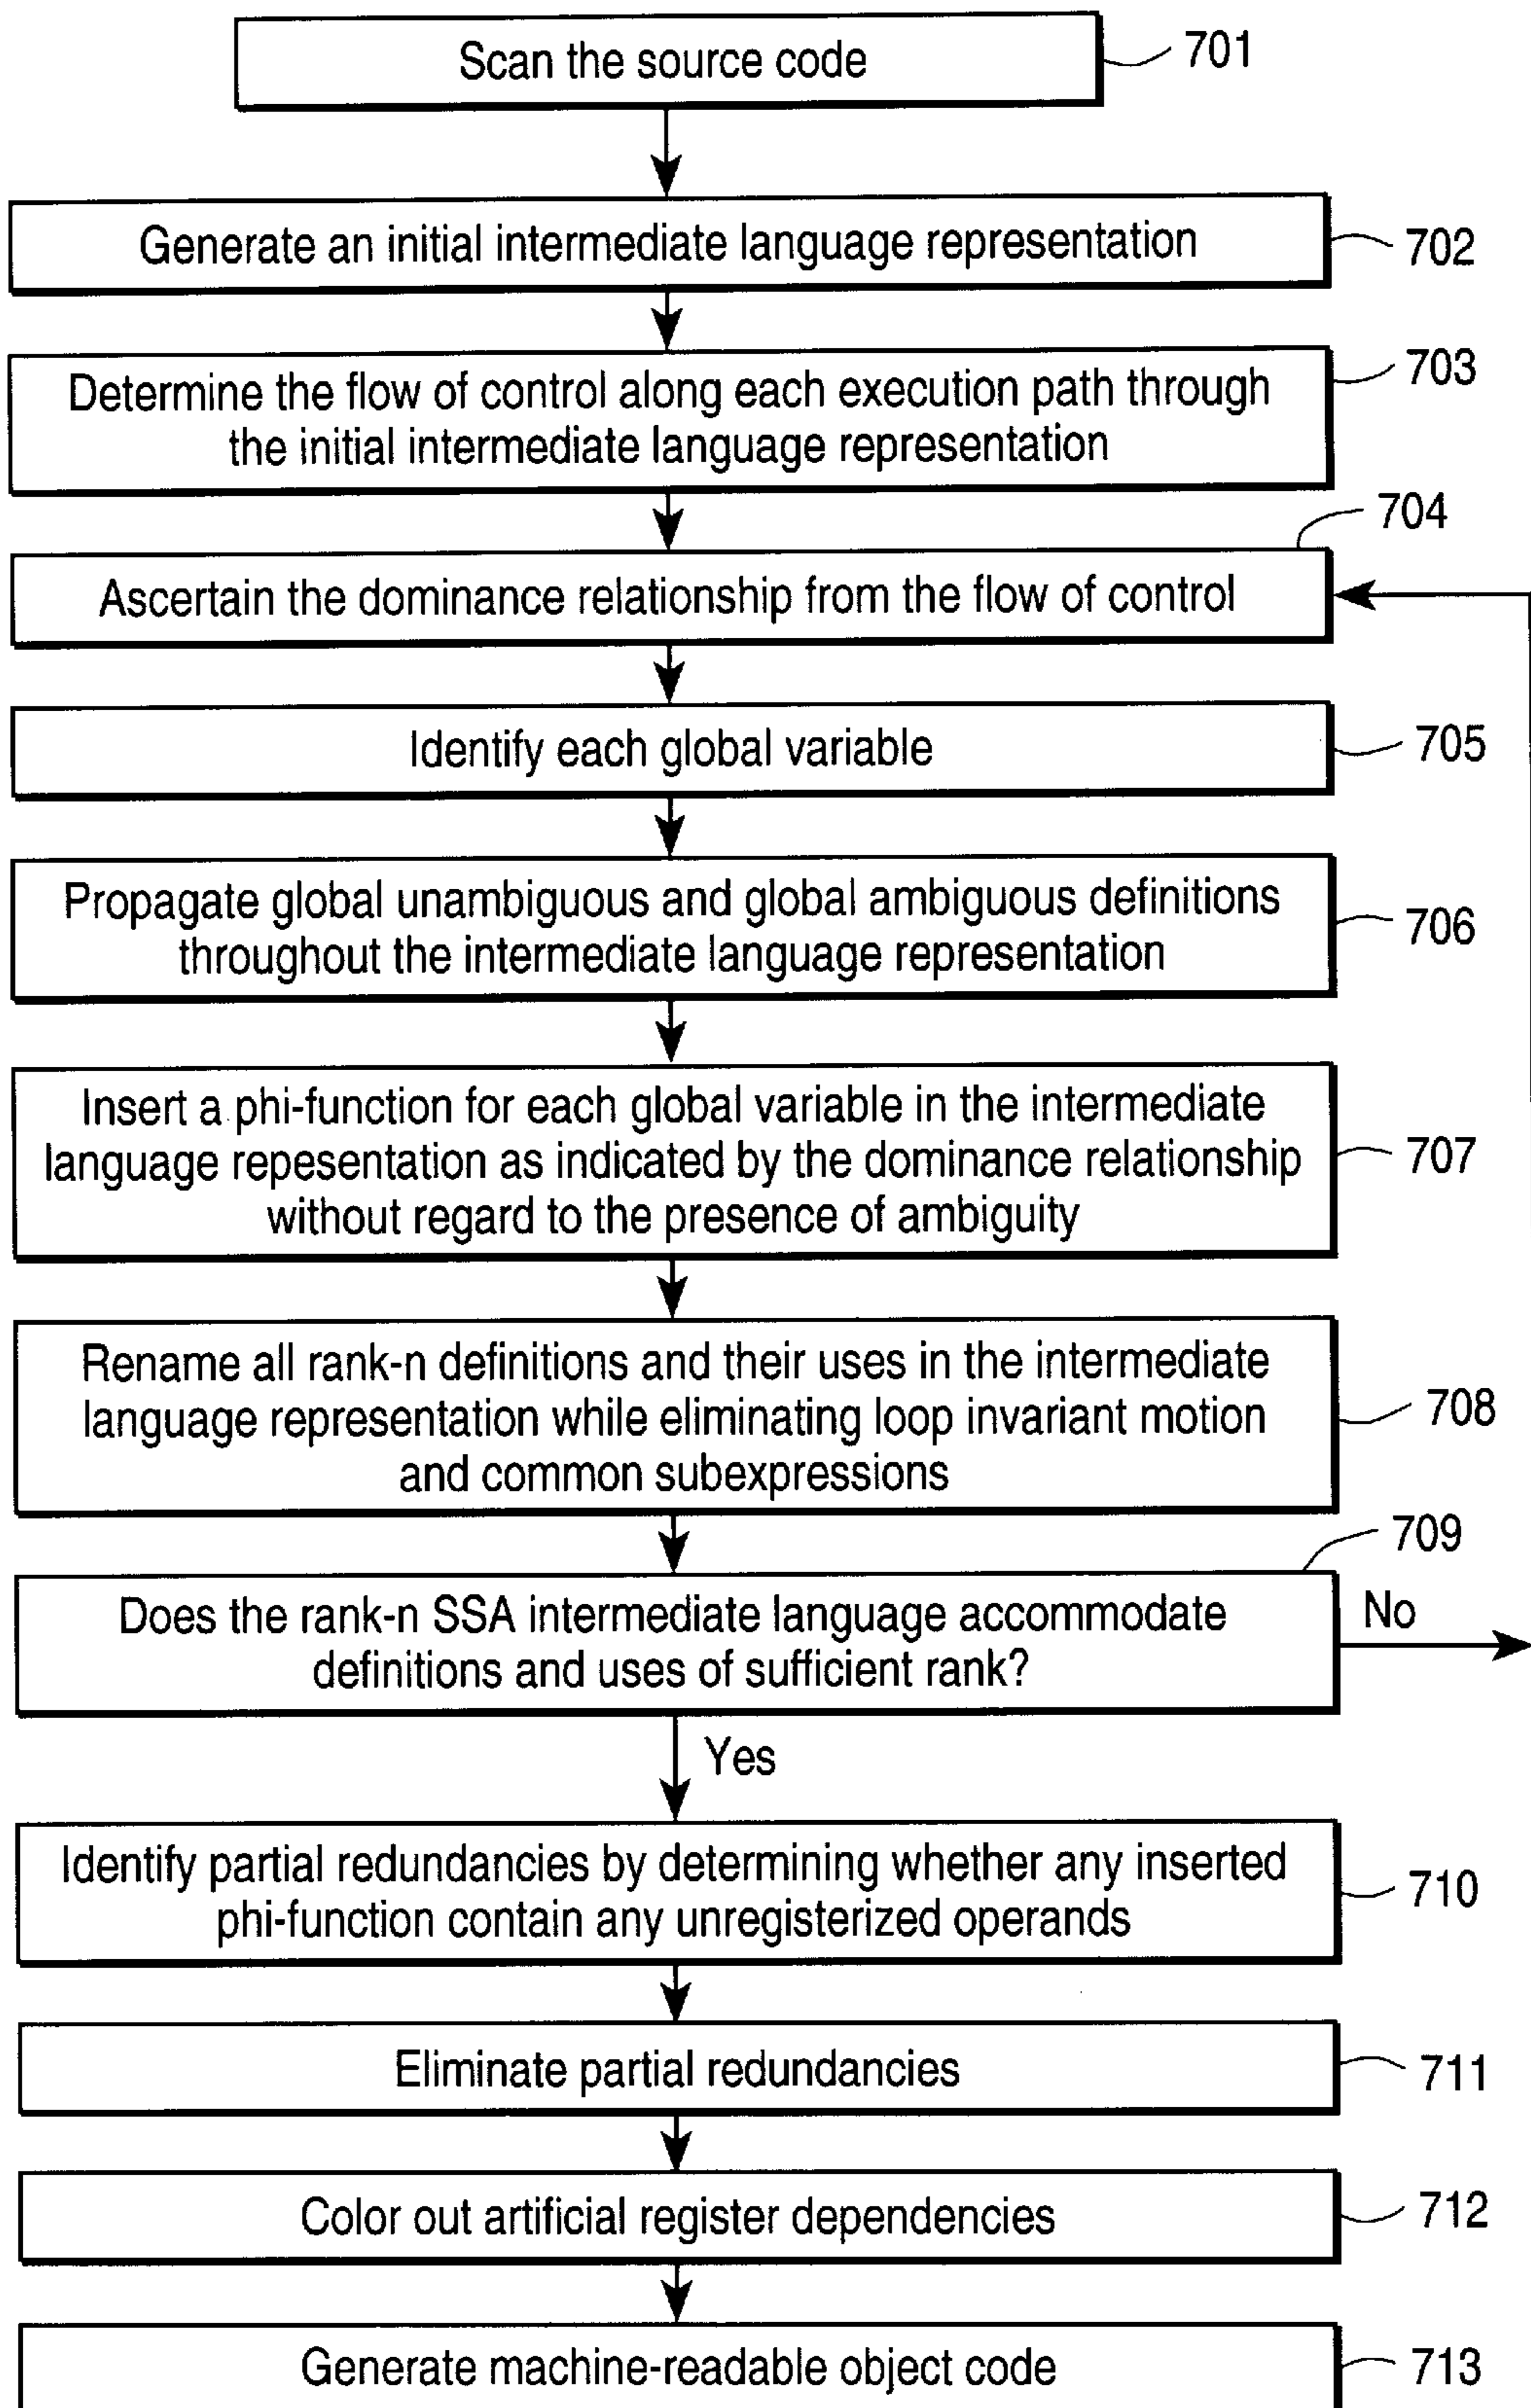 Scan the source code
701
Generate an initial intermediate language representation
702
Determine the flow of control along each execution path through
the initial intermediate language representation
703
704
Ascertain the dominance relationship from the flow of control
Identify each global variable
705
Propagate global unambiguous and global ambiguous definitions
throughout the intermediate language representation
706
Insert a phi-function for each global variable in the intermediate
language repesentation as indicated by the dominance relationship
without regard to the presence of ambiguity
707
Rename all rank-n definitions and their uses in the intermediate
language representation while eliminating loop invariant motion
and common subexpressions
708
709
Does the rank-n SSA intermediate language accommodate
definitions and uses of sufficient rank?
No
Yes
Identify partial redundancies by determining whether any inserted
phi-function contain any unregisterized operands
710
Eliminate partial redundancies
711
Color out artificial register dependencies
712
Generate machine-readable object code
713